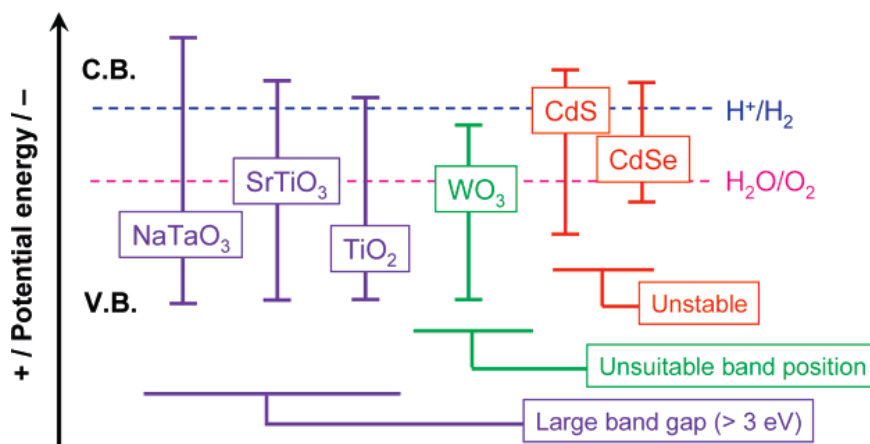 + / Potential energy / –
C.B.
V.B.
NaTaO₃
SrTiO₃
TiO₂
WO₃
CdS
CdSe
H⁺/H₂
H₂O/O₂
Unstable
Unsuitable band position
Large band gap (> 3 eV)